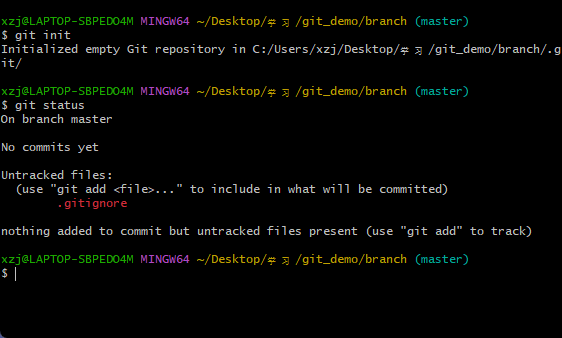 xzj@LAPTOP-SBPEDO4M MINGW64 ~/Desktop/学习/git_demo/branch (master)
$ git init
Initialized empty Git repository in C:/Users/xzj/Desktop/学习/git_demo/branch/.g
it/
xzj@LAPTOP-SBPEDO4M MINGW64 ~/Desktop/学习/git_demo/branch (master)
$ git status
On branch master
No commits yet
Untracked files:
(use "git add <file>..." to include in what will be committed)
.gitignore
nothing added to commit but untracked files present (use "git add" to track)
xzj@LAPTOP-SBPEDO4M MINGW64 ~/Desktop/学习/git_demo/branch (master)
$